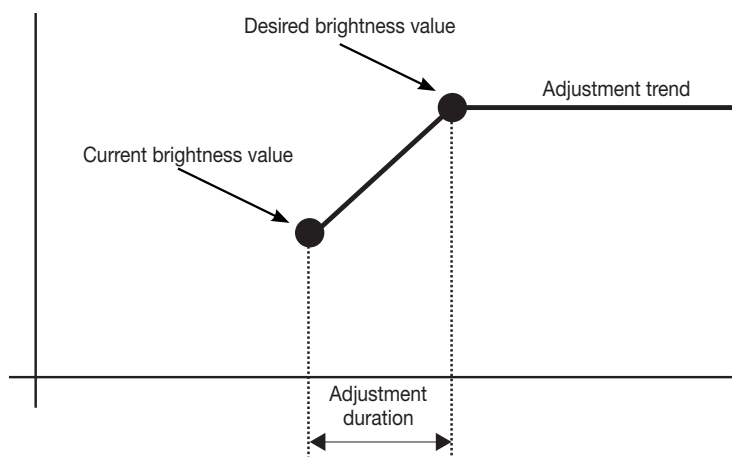 Desired brightness value
Adjustment trend
Current brightness value
Adjustment
duration